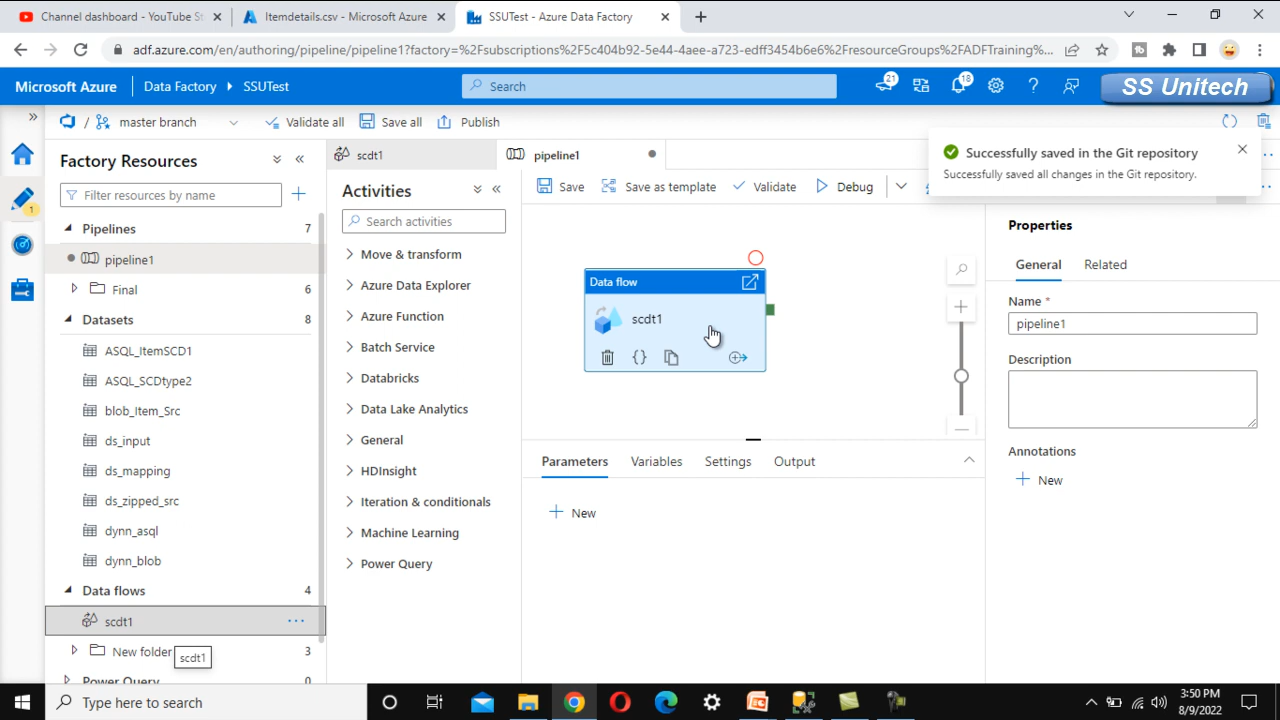 Channel dashboard - YouTube St
Itemdetails.csv - Microsoft Azure
SSUTest - Azure Data Factory
adf.azure.com/en/authoring/pipeline/pipeline1?factory=%2Fsubscriptions%2F5c404b92-5e44-4aee-a723-edff3454b6e6%2FresourceGroups%2FADFTraining%...
Microsoft Azure
Data Factory
SSUTest
Search
21
18
SS Unitech
/
master branch
Validate all
Save all
Publish
Successfully saved in the Git repository
Successfully saved all changes in the Git repository.
1
Factory Resources
Filter resources by name
Pipelines 7
pipeline1
Final 6
Datasets 8
ASQL_ItemSCD1
ASQL_SCDtype2
blob_Item_Src
ds_input
ds_mapping
ds_zipped_src
dynn_asql
dynn_blob
Data flows 4
scdt1
New folder 3
scdt1
Power Query 0
scdt1
pipeline1
Activities
Search activities
Move & transform
Azure Data Explorer
Azure Function
Batch Service
Databricks
Data Lake Analytics
General
HDInsight
Iteration & conditionals
Machine Learning
Power Query
Save
Save as template
Validate
Debug
Data flow
scdt1
{}
Parameters
Variables
Settings
Output
New
Properties
General
Related
Name *
pipeline1
Description
Annotations
New
Type here to search
3:50 PM
8/9/2022